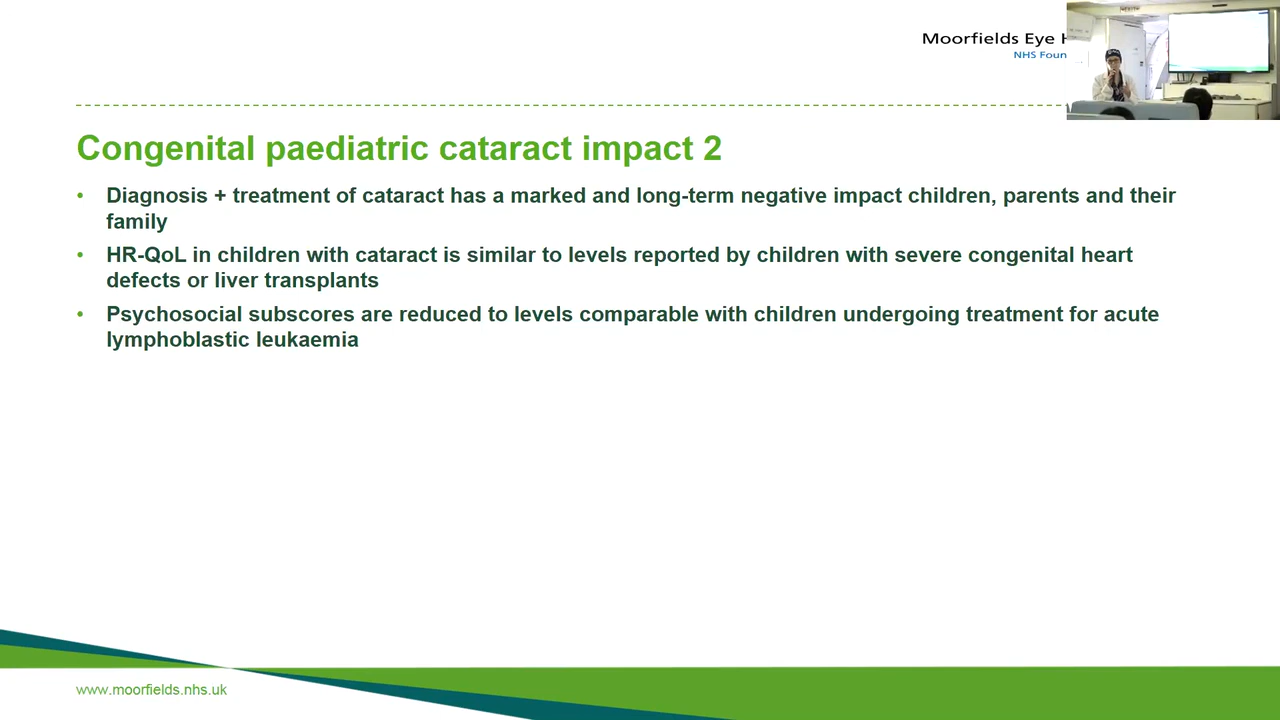 Moorfields Eye
NHS Foun
Congenital paediatric cataract impact 2
• Diagnosis + treatment of cataract has a marked and long-term negative impact children, parents and their
family
• HR-QoL in children with cataract is similar to levels reported by children with severe congenital heart
defects or liver transplants
• Psychosocial subscores are reduced to levels comparable with children undergoing treatment for acute
lymphoblastic leukaemia
www.moorfields.nhs.uk